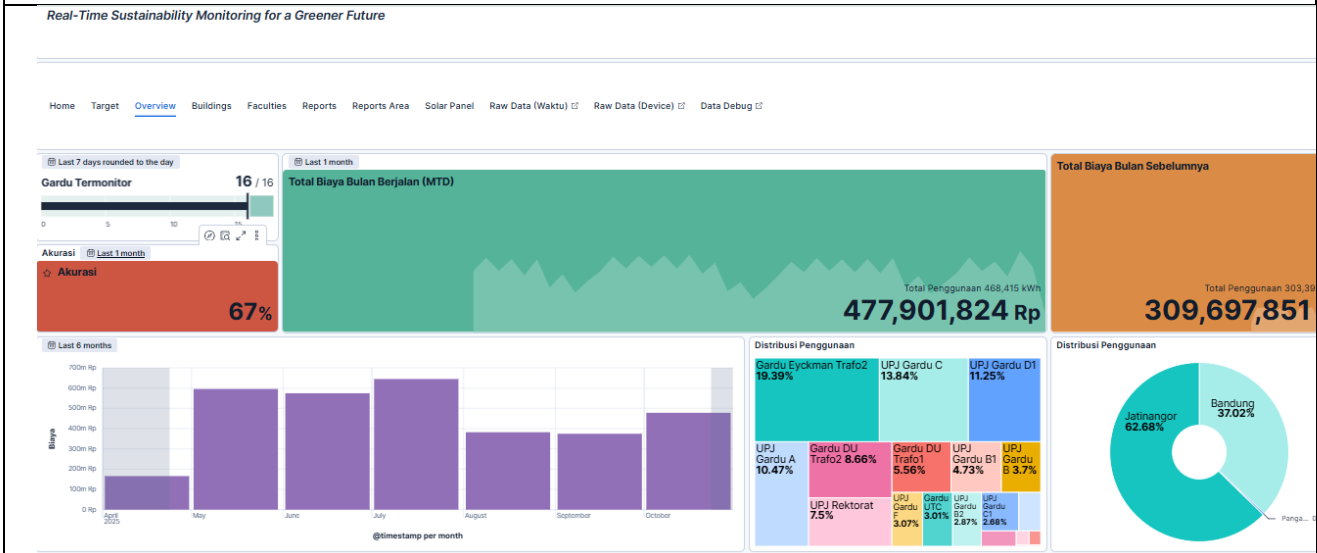 Real-Time Sustainability Monitoring for a Greener Future
Home Target Overview Buildings Faculties Reports Reports Area Solar Panel Raw Data (Waktu) Raw Data (Device) Data Debug
Last 7 days rounded to the day
Gardu Termonitor 16 / 16
0 5 10 15
Akurasi Last 1 month
Akurasi
67%
Last 1 month
Total Biaya Bulan Berjalan (MTD)
Total Penggunaan 468,415 kWh
477,901,824 Rp
Total Biaya Bulan Sebelumnya
Total Penggunaan 303,39
309,697,851
Last 6 months
700m Rp
600m Rp
500m Rp
400m Rp
300m Rp
200m Rp
100m Rp
0 Rp
Biaya
April May June July August September October
2025
@timestamp per month
Distribusi Penggunaan
Gardu Eyckman Trafo2
19.39%
UPJ Gardu C
13.84%
UPJ Gardu D1
11.25%
UPJ
Gardu A
10.47%
Gardu DU
Trafo2 8.66%
Gardu DU
Trafo1
5.56%
UPJ
Gardu B1
4.73%
UPJ
Gardu
B 3.7%
UPJ Rektorat
7.5%
UPJ
Gardu
F
3.07%
Gardu
UTC
3.01%
UPJ
Gardu
B2
2.87%
UPJ
Gardu
C1
2.68%
Distribusi Penggunaan
Jatinangor
62.68%
Bandung
37.02%
Panga... 0